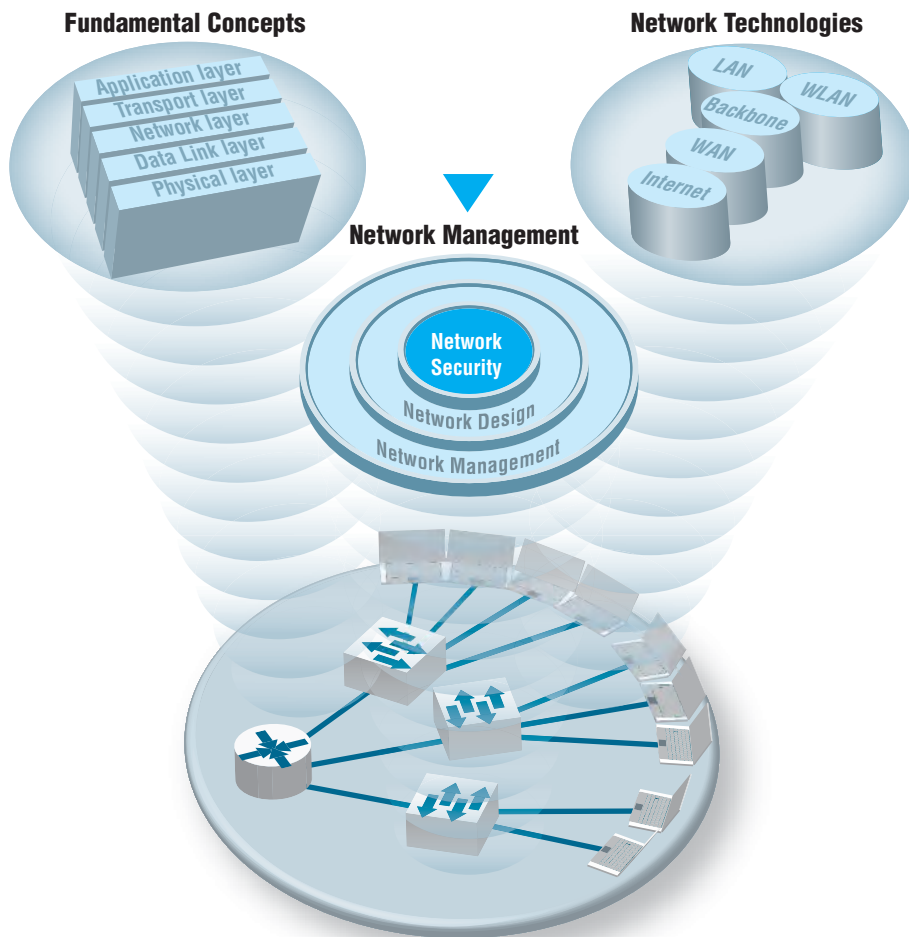 Fundamental Concepts
Application layer
Transport layer
Network layer
Data Link layer
Physical layer
Network Technologies
LAN
WLAN
Backbone
WAN
Internet
Network Management
Network
Security
Network Design
Network Management